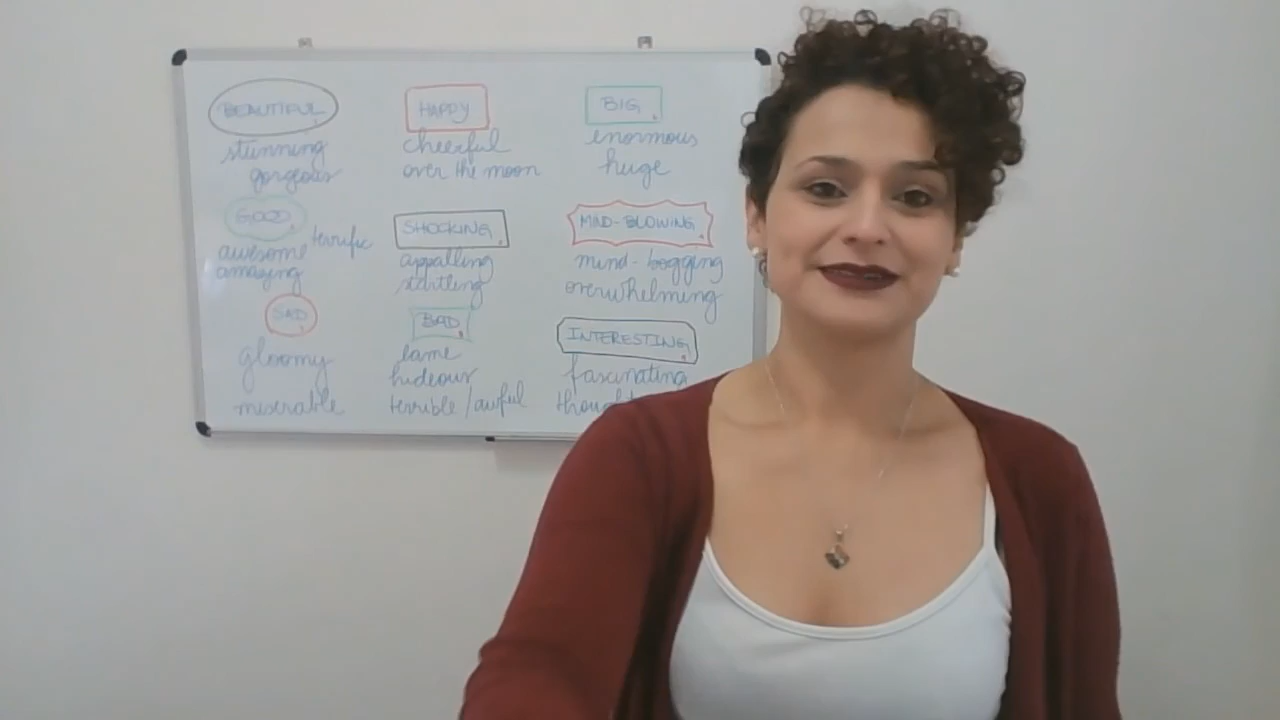 BEAUTIFUL
stunning
gorgeous
HAPPY
cheerful
over the moon
BIG
enormous
huge
GOOD
terrific
awesome
amazing
SHOCKING
appalling
startling
MIND-BLOWING
mind-bogging
overwhelming
SAD
gloomy
miserable
BAD
lame
hideous
terrible/awful
INTERESTING
fascinating